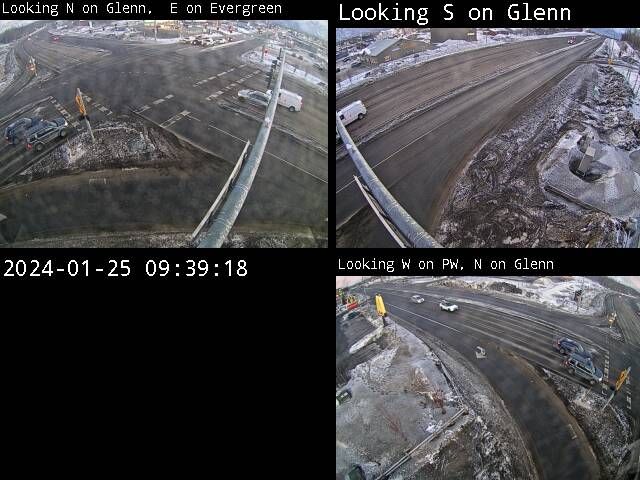 Looking N on Glenn,  E on Evergreen
Looking S on Glenn
2024-01-25 09:39:18
Looking W on PW, N on Glenn